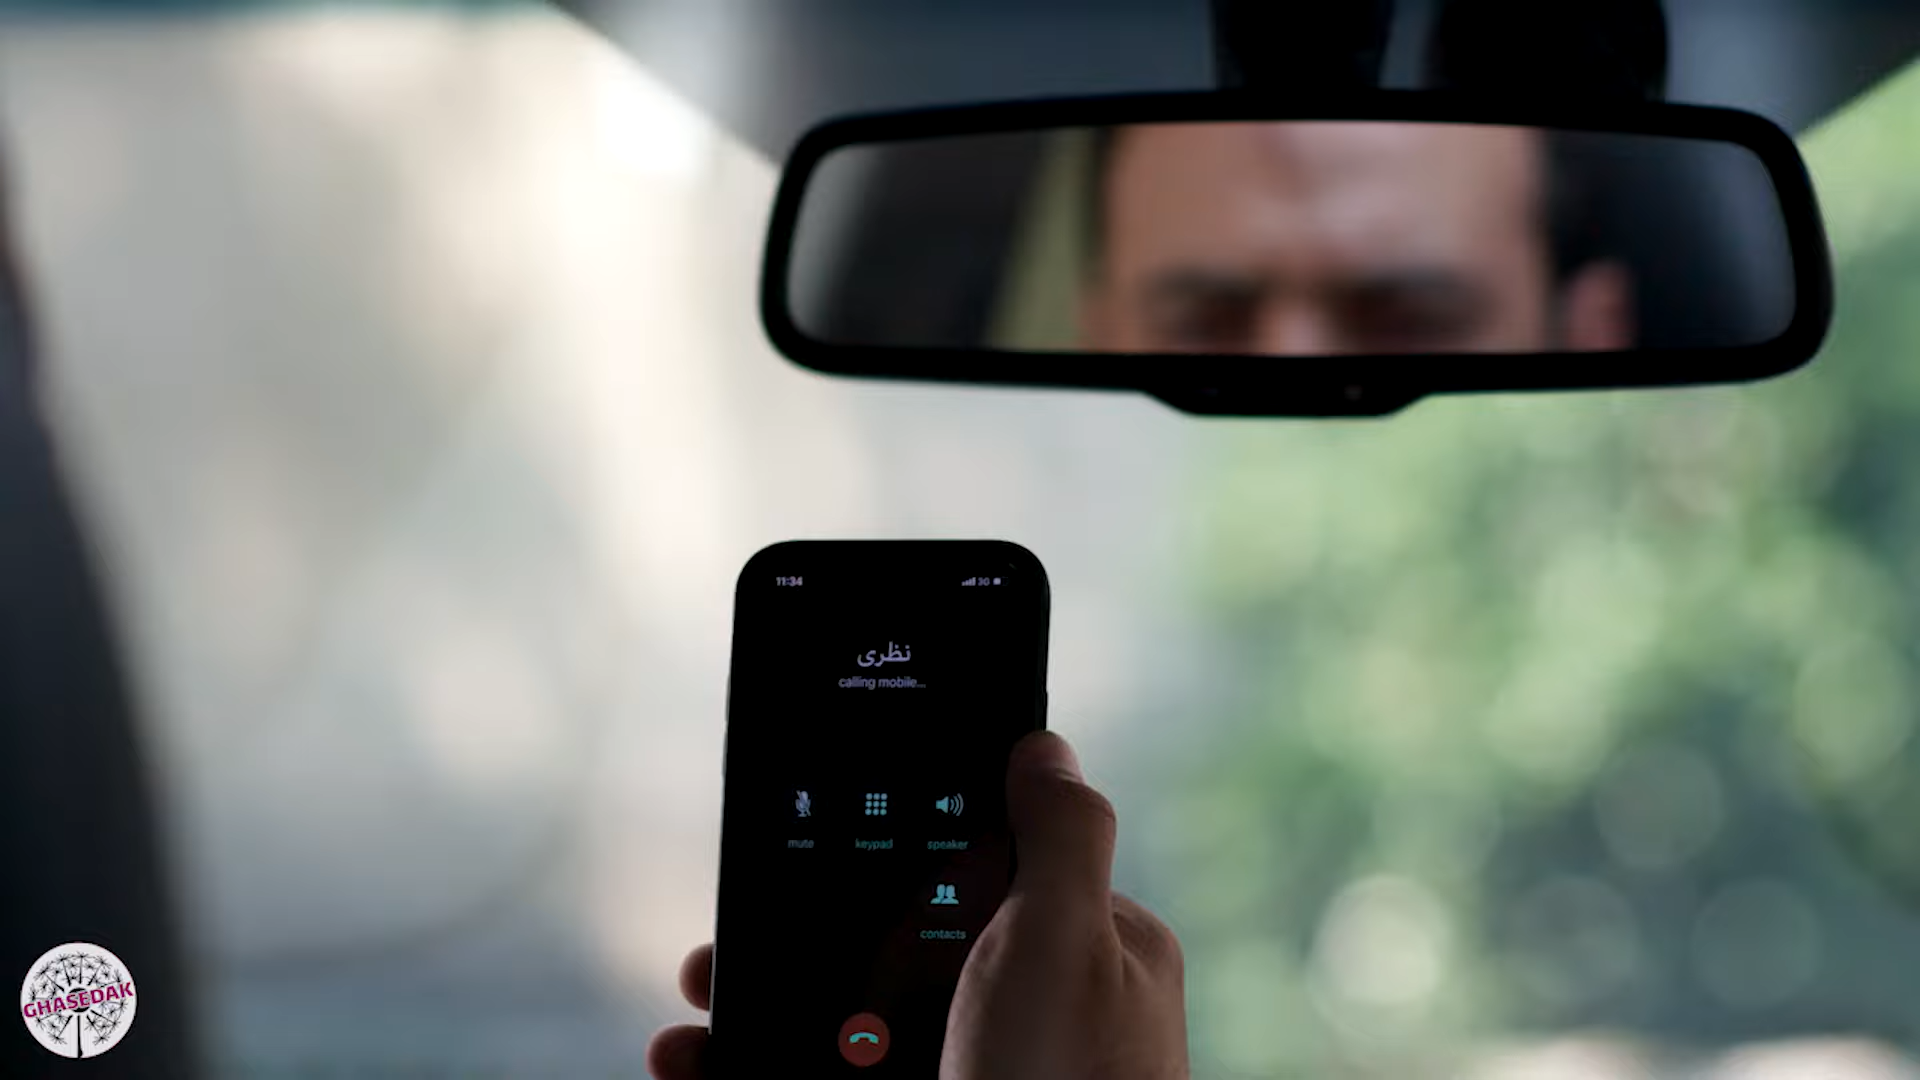 11:34
3G
نظری
calling mobile...
mute
keypad
speaker
contacts
GHASEDAK